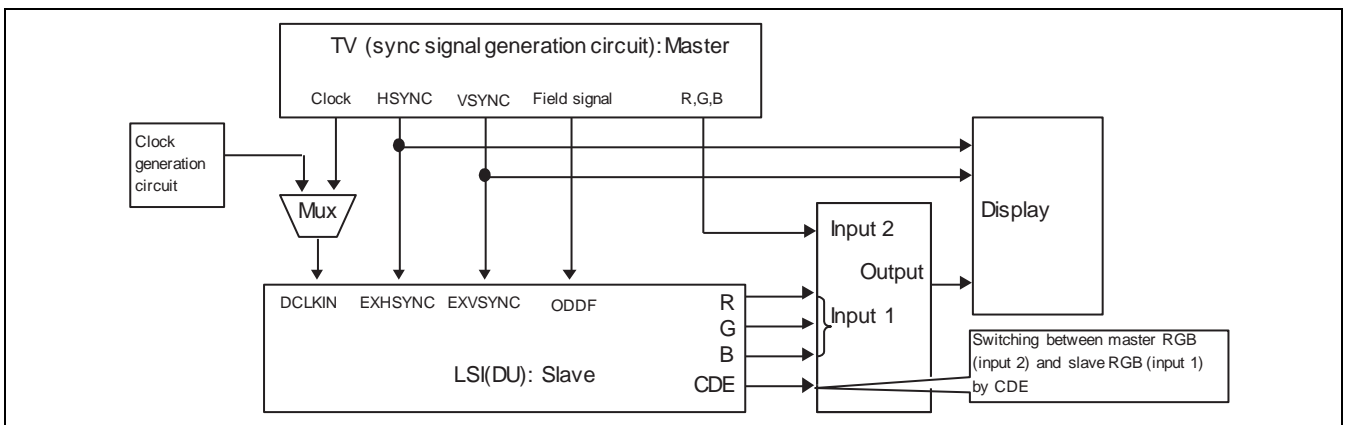 TV (sync signal generation circuit): Master
Clock HSYNC VSYNC Field signal R,G,B
Clock
generation
circuit
Mux
Input 2
Output
Input 1
Display
DCLKIN EXHSYNC EXVSYNC ODDF
R
G
B
CDE
LSI(DU): Slave
Switching between master RGB
(input 2) and slave RGB (input 1)
by CDE